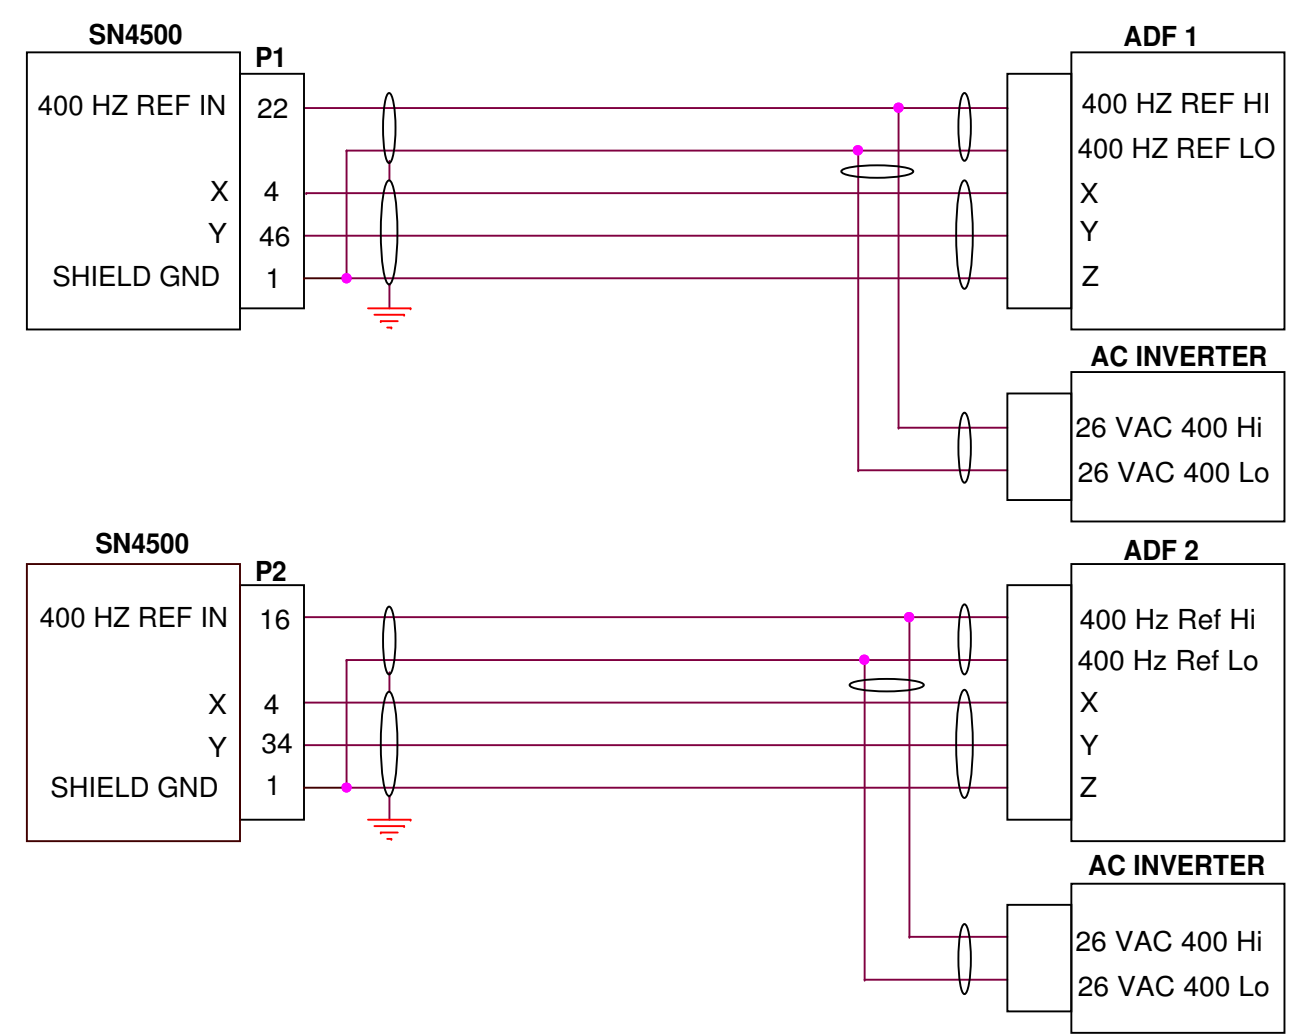 SN4500
P1
400 HZ REF IN
22
X
4
Y
46
SHIELD GND
1
ADF 1
400 HZ REF HI
400 HZ REF LO
X
Y
Z
AC INVERTER
26 VAC 400 Hi
26 VAC 400 Lo
SN4500
P2
400 HZ REF IN
16
X
4
Y
34
SHIELD GND
1
ADF 2
400 Hz Ref Hi
400 Hz Ref Lo
X
Y
Z
AC INVERTER
26 VAC 400 Hi
26 VAC 400 Lo